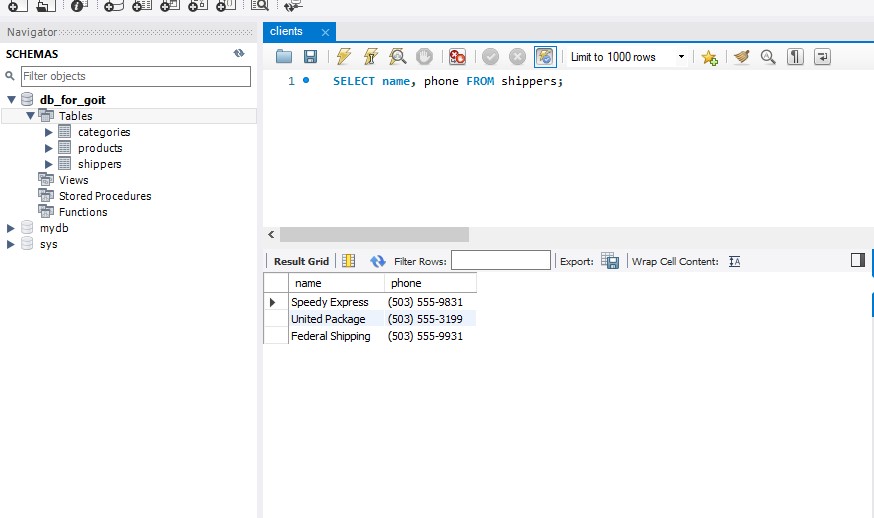 Navigator
clients
SCHEMAS
Limit to 1000 rows
Filter objects
1 SELECT name, phone FROM shippers;
db_for_goit
Tables
categories
products
shippers
Views
Stored Procedures
Functions
mydb
sys
Result Grid Filter Rows: Export: Wrap Cell Content:
name phone
Speedy Express (503) 555-9831
United Package (503) 555-3199
Federal Shipping (503) 555-9931